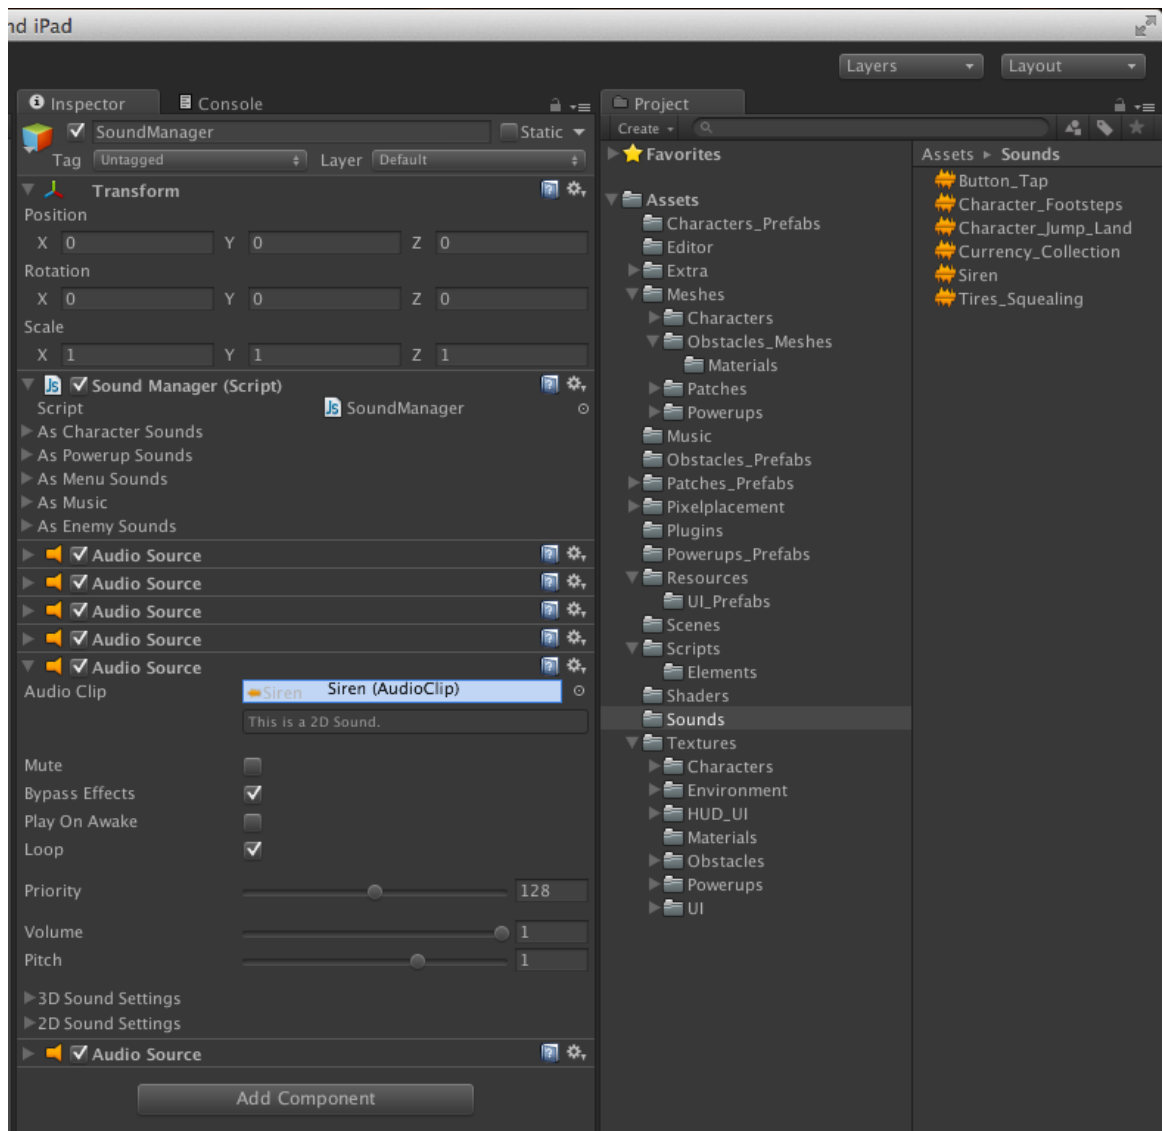 nd iPad
Layers
Layout
Inspector
Console
SoundManager
Static
Tag Untagged Layer Default
Transform
Position
X 0 Y 0 Z 0
Rotation
X 0 Y 0 Z 0
Scale
X 1 Y 1 Z 1
Js Sound Manager (Script)
Script Js SoundManager
As Character Sounds
As Powerup Sounds
As Menu Sounds
As Music
As Enemy Sounds
Audio Source
Audio Source
Audio Source
Audio Source
Audio Source
Audio Clip Siren Siren (AudioClip)
This is a 2D Sound.
Mute
Bypass Effects
Play On Awake
Loop
Priority 128
Volume 1
Pitch 1
3D Sound Settings
2D Sound Settings
Audio Source
Add Component
Project
Create
Favorites
Assets
Characters_Prefabs
Editor
Extra
Meshes
Characters
Obstacles_Meshes
Materials
Patches
Powerups
Music
Obstacles_Prefabs
Patches_Prefabs
Pixelplacement
Plugins
Powerups_Prefabs
Resources
UI_Prefabs
Scenes
Scripts
Elements
Shaders
Sounds
Textures
Characters
Environment
HUD_UI
Materials
Obstacles
Powerups
UI
Assets Sounds
Button_Tap
Character_Footsteps
Character_Jump_Land
Currency_Collection
Siren
Tires_Squealing